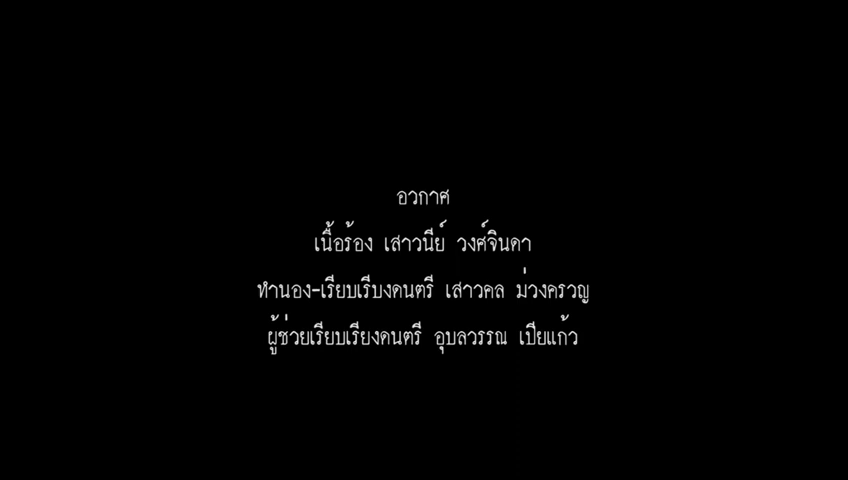 อวกาศ
เนื้อร้อง เสาวนีย์ วงศ์จินดา
ทำนอง-เรียบเรีบงดนตรี เส่าวคล ม่วงครวญ
ผู้ช่วยเรียบเรียงดนตรี อุบลวรรณ เปียแก้ว